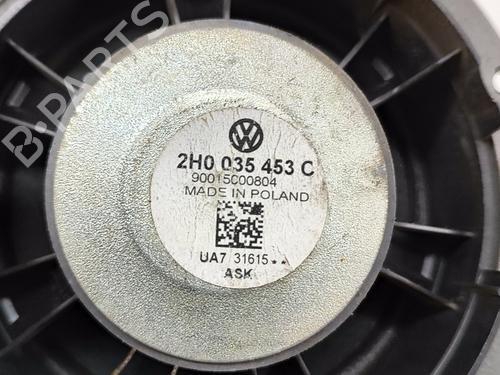 B-PARTS
2H0 035 453 C
90015C00804
MADE IN POLAND
UA7 31615 **
ASK